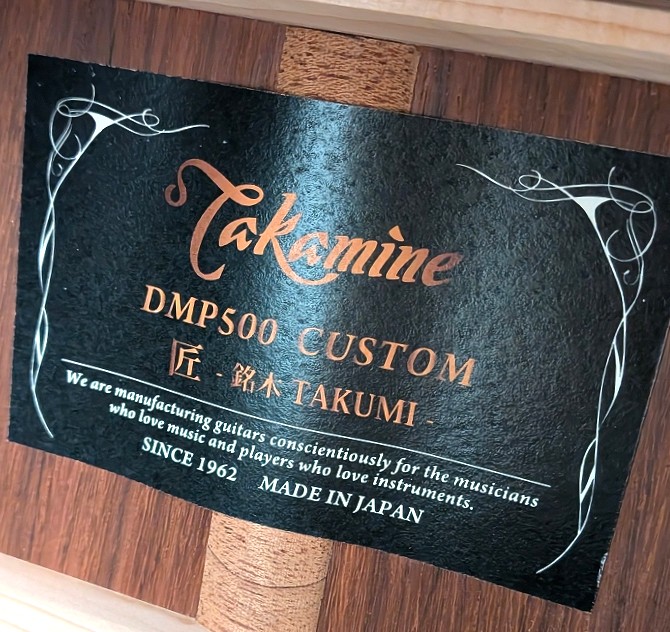 Takamine
DMP500 CUSTOM
匠 - 銘木 TAKUMI -
We are manufacturing guitars conscientiously for the musicians
who love music and players who love instruments.
SINCE 1962 MADE IN JAPAN